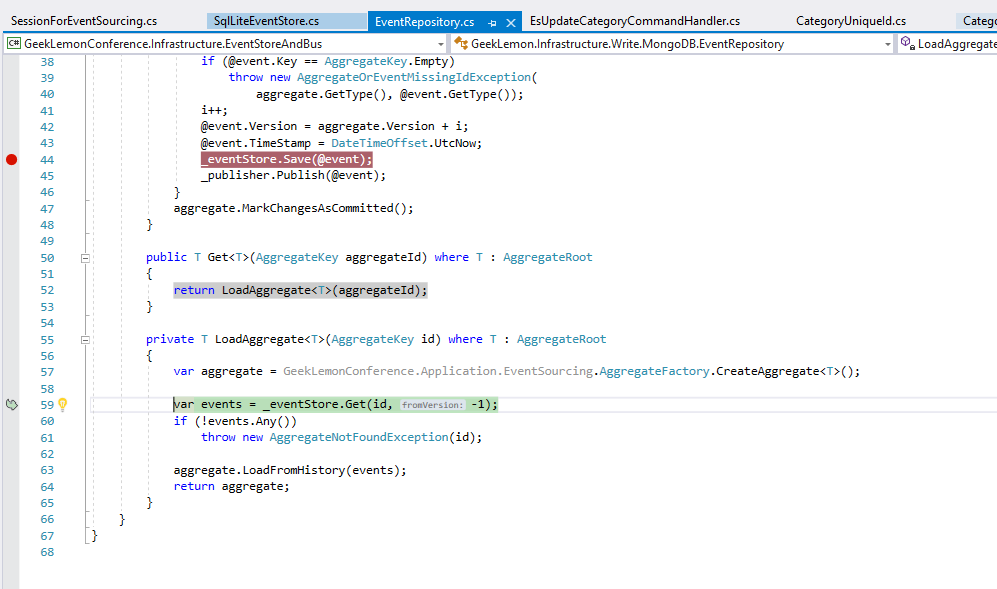 SessionForEventSourcing.cs SqlLiteEventStore.cs EventRepository.cs EsUpdateCategoryCommandHandler.cs CategoryUniqueId.cs Catego
C# GeekLemonConference.Infrastructure.EventStoreAndBus GeekLemon.Infrastructure.Write.MongoDB.EventRepository LoadAggregate
38 if (@event.Key == AggregateKey.Empty)
39 throw new AggregateOrEventMissingIdException(
40 aggregate.GetType(), @event.GetType());
41 i++;
42 @event.Version = aggregate.Version + i;
43 @event.TimeStamp = DateTimeOffset.UtcNow;
44 _eventStore.Save(@event);
45 _publisher.Publish(@event);
46 }
47 aggregate.MarkChangesAsCommitted();
48 }
49
50 public T Get<T>(AggregateKey aggregateId) where T : AggregateRoot
51 {
52 return LoadAggregate<T>(aggregateId);
53 }
54
55 private T LoadAggregate<T>(AggregateKey id) where T : AggregateRoot
56 {
57 var aggregate = GeekLemonConference.Application.EventSourcing.AggregateFactory.CreateAggregate<T>();
58
59 var events = _eventStore.Get(id, fromVersion: -1);
60 if (!events.Any())
61 throw new AggregateNotFoundException(id);
62
63 aggregate.LoadFromHistory(events);
64 return aggregate;
65 }
66 }
67 }
68